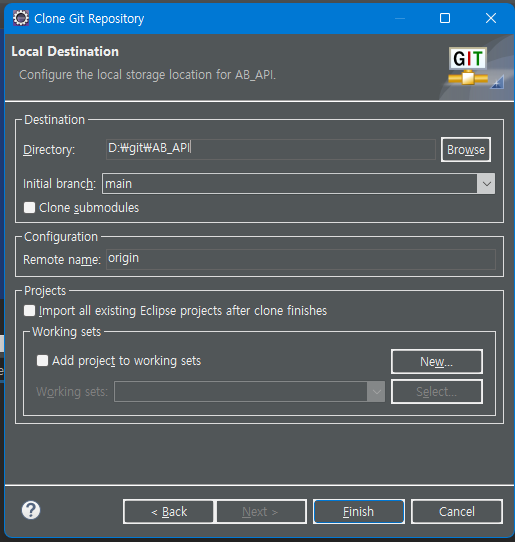 Clone Git Repository
Local Destination
Configure the local storage location for AB_API.
GIT
Destination
Directory: D:₩git₩AB_API Browse
Initial branch: main
Clone submodules
Configuration
Remote name: origin
Projects
Import all existing Eclipse projects after clone finishes
Working sets
Add project to working sets New...
Working sets: Select...
? < Back Next > Finish Cancel